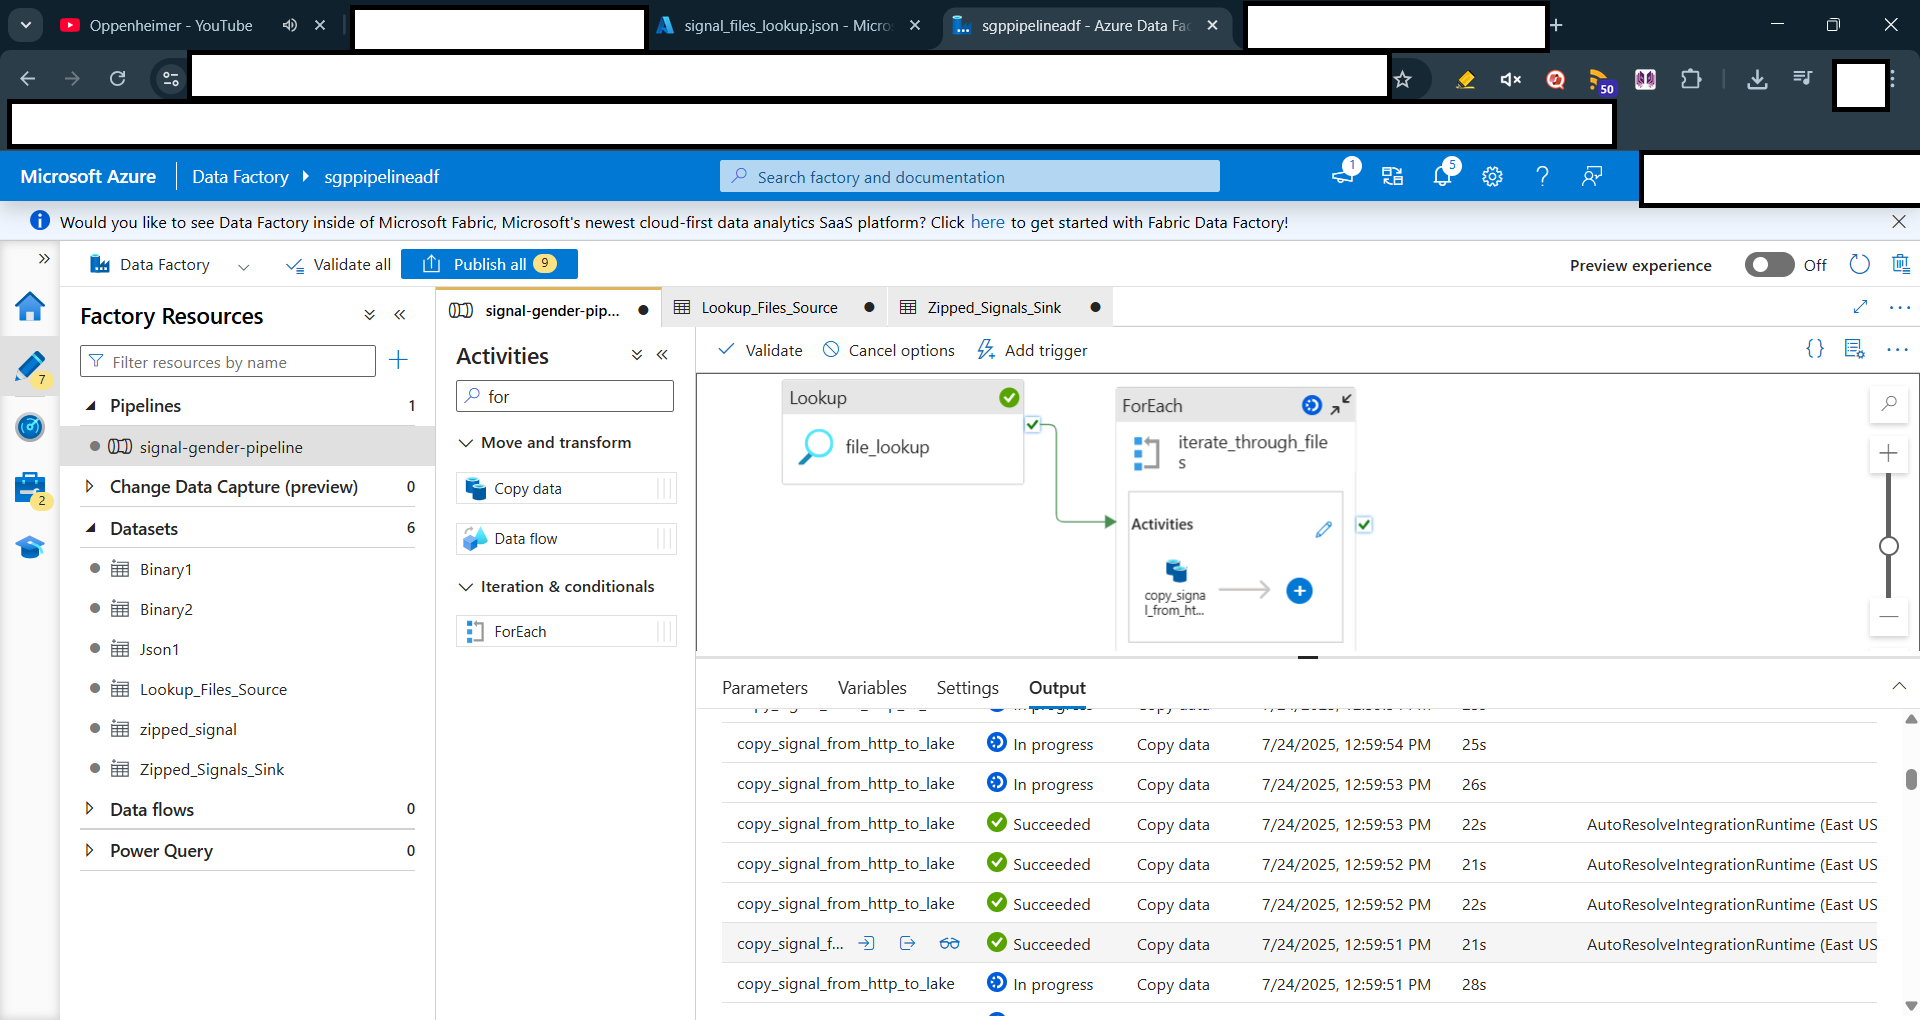 Oppenheimer - YouTube
signal_files_lookup.json - Micro
sgppipelineadf - Azure Data Fac
50
Microsoft Azure
Data Factory
sgppipelineadf
Search factory and documentation
1
5
Would you like to see Data Factory inside of Microsoft Fabric, Microsoft's newest cloud-first data analytics SaaS platform? Click here to get started with Fabric Data Factory!
Data Factory
Validate all
Publish all
9
Preview experience
Off
7
2
Factory Resources
Filter resources by name
Pipelines
1
signal-gender-pipeline
Change Data Capture (preview)
0
Datasets
6
Binary1
Binary2
Json1
Lookup_Files_Source
zipped_signal
Zipped_Signals_Sink
Data flows
0
Power Query
0
signal-gender-pip...
Lookup_Files_Source
Zipped_Signals_Sink
Activities
for
Move and transform
Copy data
Data flow
Iteration & conditionals
ForEach
Validate
Cancel options
Add trigger
Lookup
file_lookup
ForEach
iterate_through_file
s
Activities
copy_signa
l_from_ht...
Parameters
Variables
Settings
Output
copy_signal_from_http_to_lake In progress Copy data 7/24/2025, 12:59:54 PM 25s
copy_signal_from_http_to_lake In progress Copy data 7/24/2025, 12:59:53 PM 26s
copy_signal_from_http_to_lake Succeeded Copy data 7/24/2025, 12:59:53 PM 22s AutoResolveIntegrationRuntime (East US
copy_signal_from_http_to_lake Succeeded Copy data 7/24/2025, 12:59:52 PM 21s AutoResolveIntegrationRuntime (East US
copy_signal_from_http_to_lake Succeeded Copy data 7/24/2025, 12:59:52 PM 22s AutoResolveIntegrationRuntime (East US
copy_signal_f... Succeeded Copy data 7/24/2025, 12:59:51 PM 21s AutoResolveIntegrationRuntime (East US
copy_signal_from_http_to_lake In progress Copy data 7/24/2025, 12:59:51 PM 28s